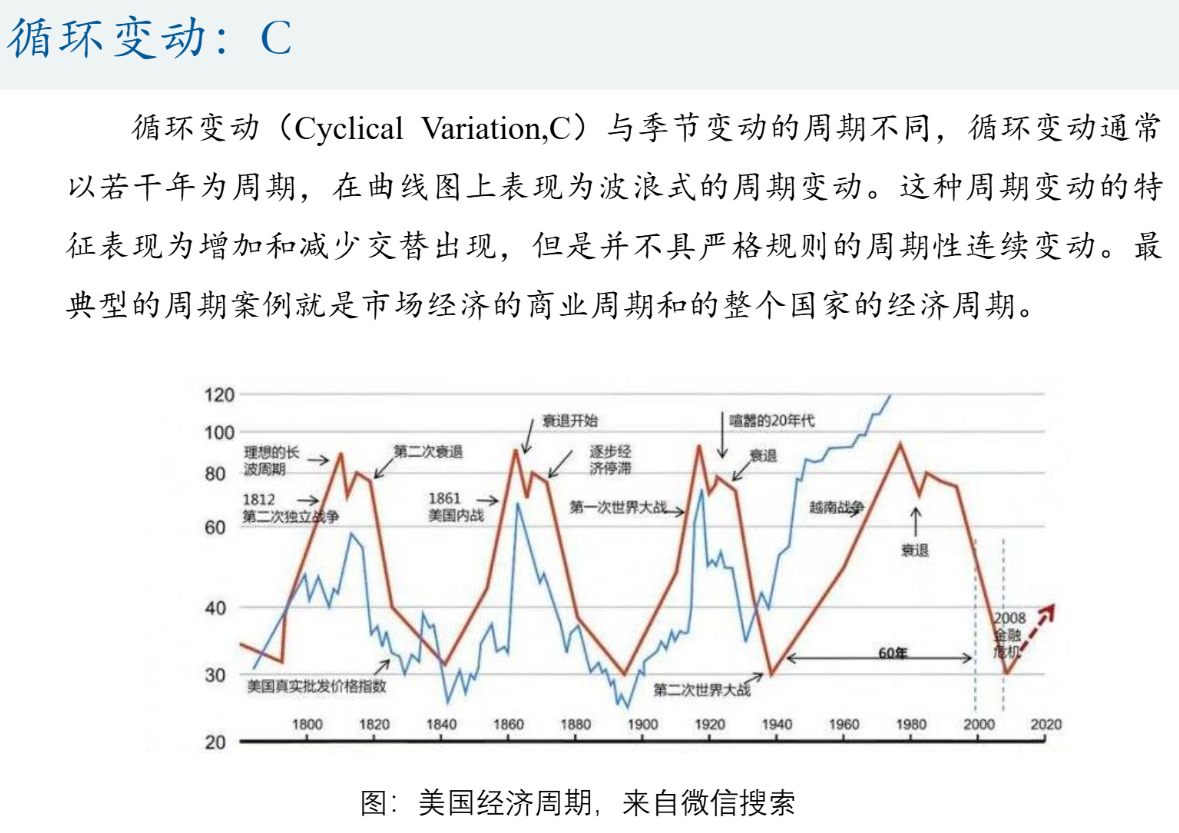 循环变动：C
循环变动（Cyclical Variation,C）与季节变动的周期不同，循环变动通常
以若干年为周期，在曲线图上表现为波浪式的周期变动。这种周期变动的特
征表现为增加和减少交替出现，但是并不具严格规则的周期性连续变动。最
典型的周期案例就是市场经济的商业周期和的整个国家的经济周期。
120
100
80
60
40
30
20
理想的长
波周期
第二次衰退
1812
第二次独立战争
美国真实批发价格指数
衰退开始
逐步经
济停滞
1861
美国内战
喧嚣的20年代
衰退
第一次世界大战
第二次世界大战
越南战争
衰退
60年
2008
金融
危机
1800 1820 1840 1860 1880 1900 1920 1940 1960 1980 2000 2020
图：美国经济周期，来自微信搜索